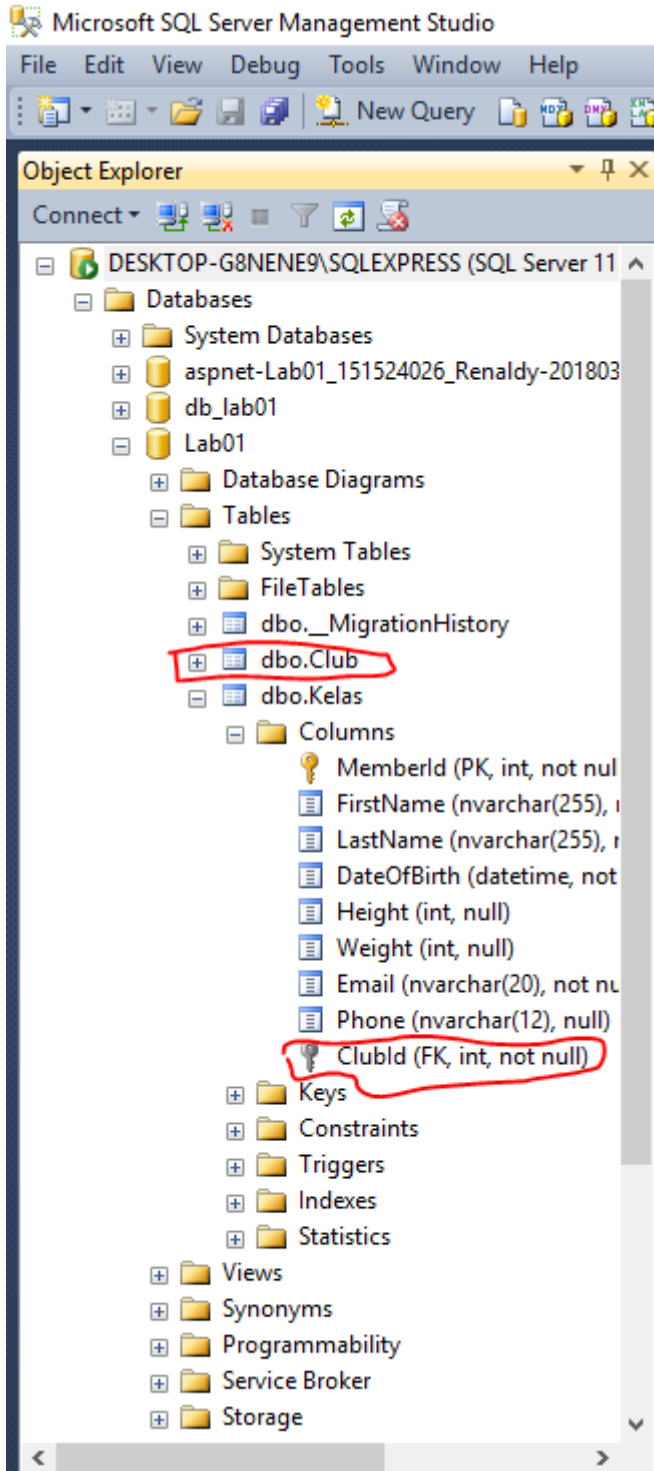 Microsoft SQL Server Management Studio
File Edit View Debug Tools Window Help
New Query
Object Explorer
Connect
DESKTOP-G8NENE9\SQLEXPRESS (SQL Server 11
Databases
System Databases
aspnet-Lab01_151524026_Renaldy-201803
db_lab01
Lab01
Database Diagrams
Tables
System Tables
FileTables
dbo.__MigrationHistory
dbo.Club
dbo.Kelas
Columns
MemberId (PK, int, not nul
FirstName (nvarchar(255),
LastName (nvarchar(255),
DateOfBirth (datetime, not
Height (int, null)
Weight (int, null)
Email (nvarchar(20), not nu
Phone (nvarchar(12), null)
ClubId (FK, int, not null)
Keys
Constraints
Triggers
Indexes
Statistics
Views
Synonyms
Programmability
Service Broker
Storage